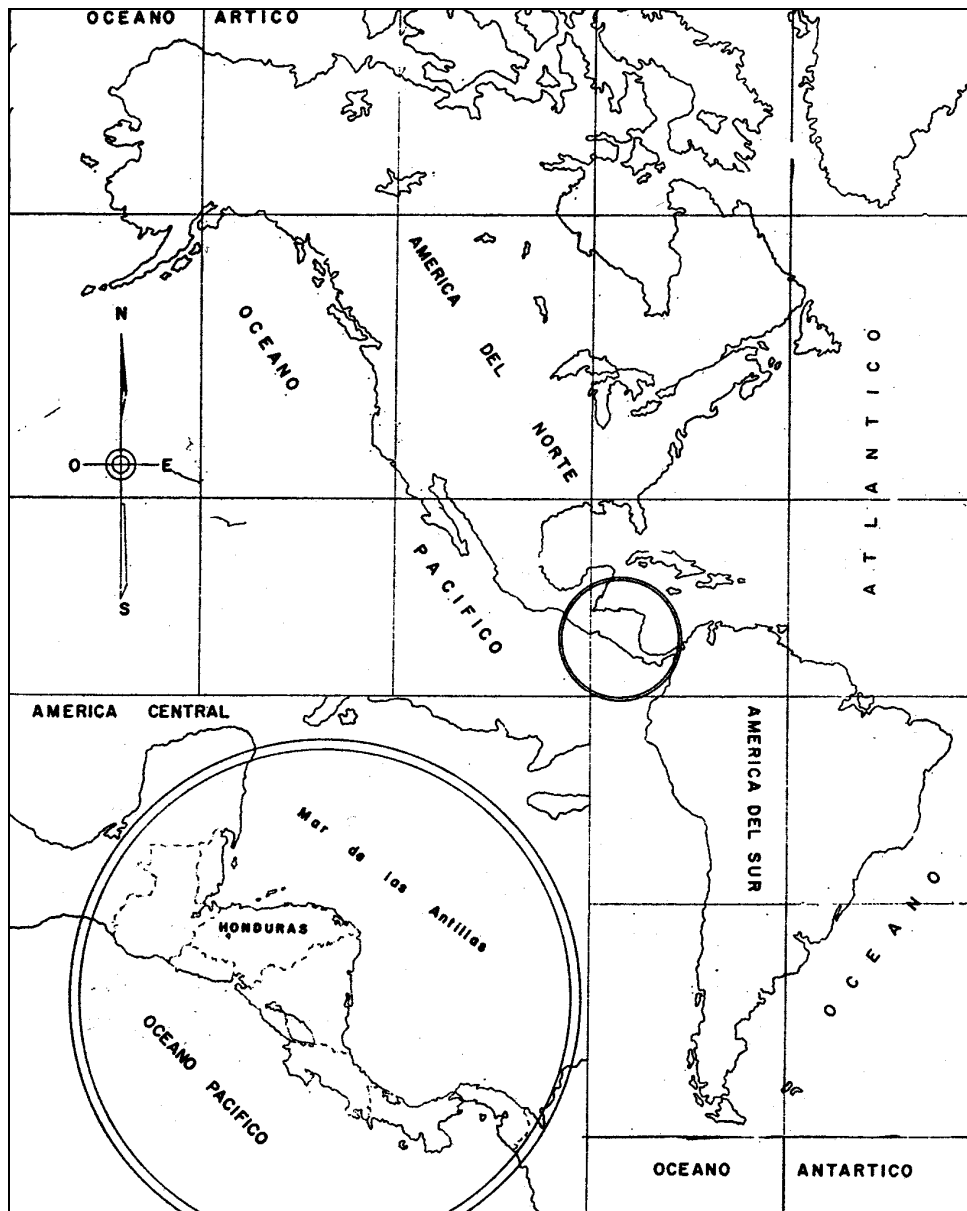 OCEANO ARTICO
AMERICA
DEL
NORTE
OCEANO
PACIFICO
ATLANTICO
N
O E
S
AMERICA CENTRAL
Mar
de
las
Antillas
HONDURAS
OCEANO PACIFICO
AMERICA DEL SUR
OCEANO
OCEANO ANTARTICO